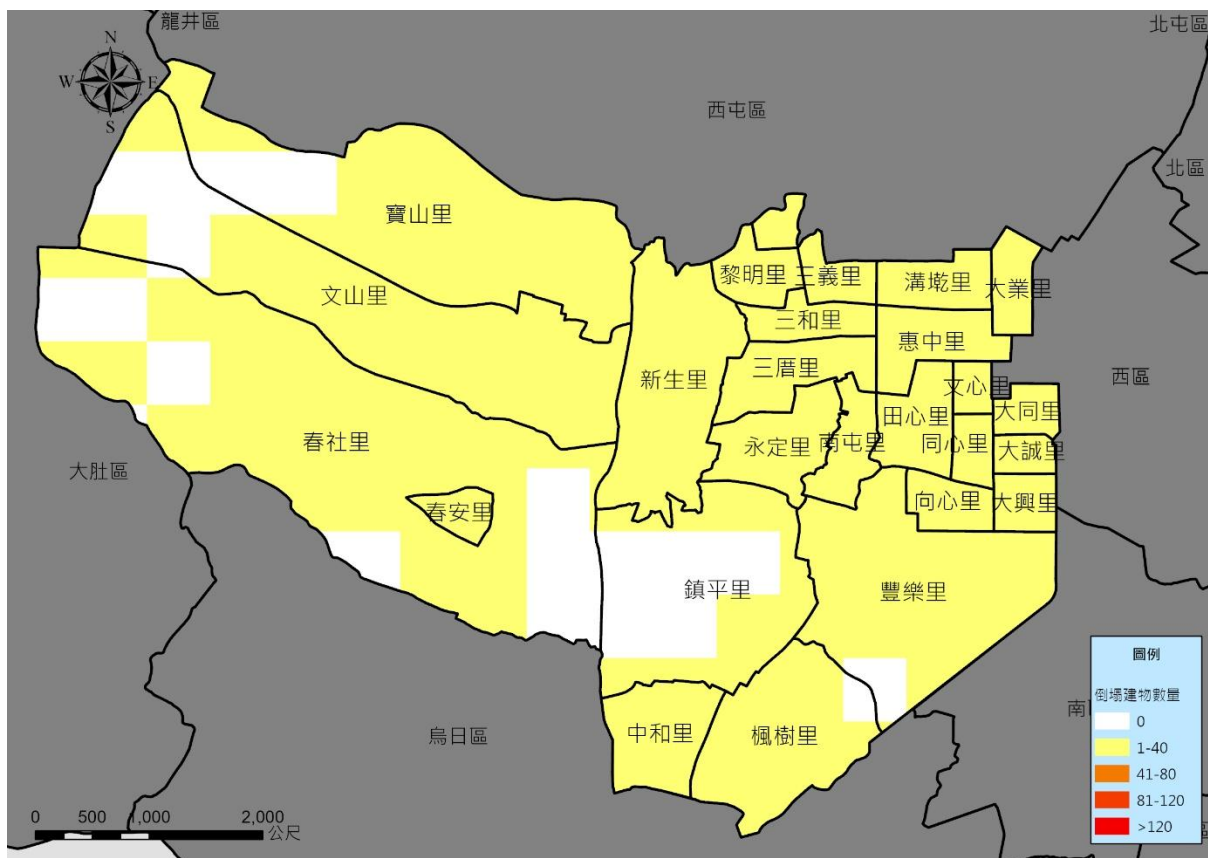 龍井區
北屯區
N
W
E
S
西屯區
北區
寶山里
黎明里
三義里
溝墘里
大業里
文山里
三和里
惠中里
新生里
三厝里
西區
文心里
大同里
田心里
春社里
永定里
南屯里
同心里
大誠里
大肚區
春安里
向心里
大興里
鎮平里
豐樂里
中和里
楓樹里
烏日區
圖例
倒塌建物數量
0
1-40
41-80
81-120
>120
0 500 1,000 2,000
公尺